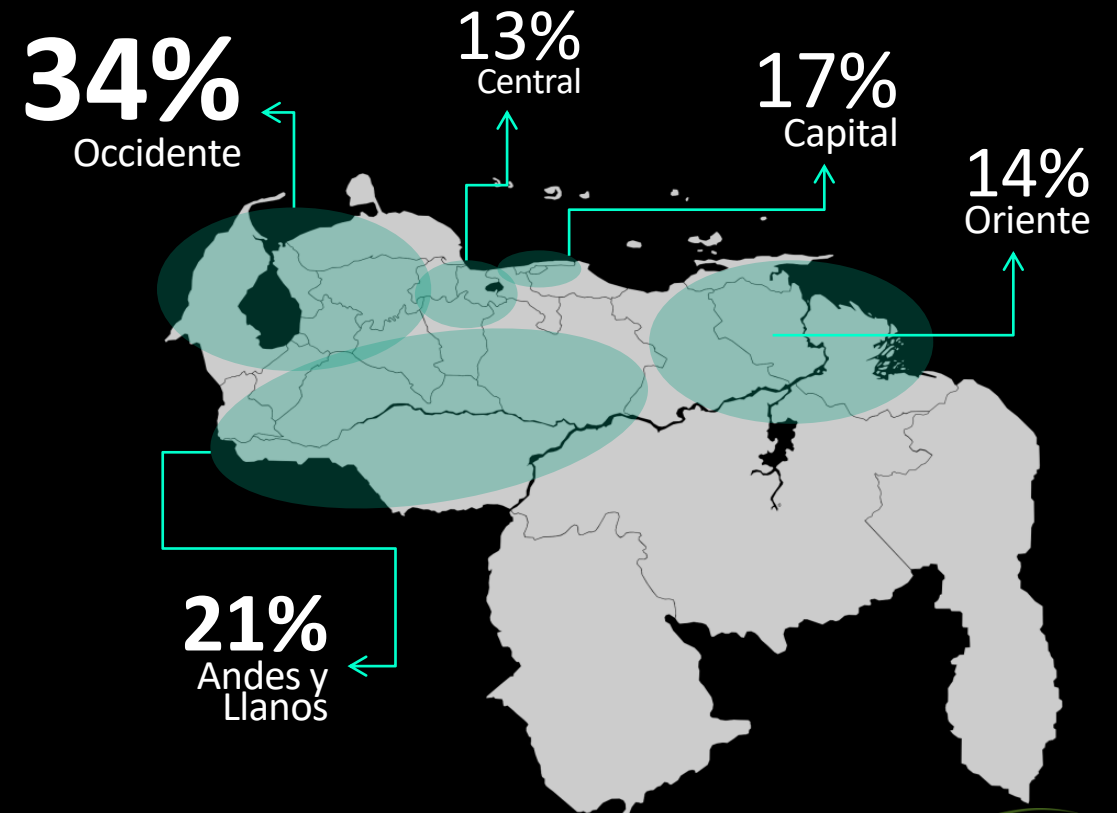 34%
Occidente
13%
Central
17%
Capital
14%
Oriente
21%
Andes y
Llanos